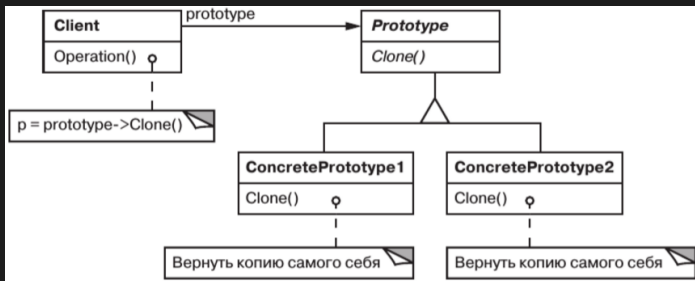 prototype
Client
Operation()
p = prototype->Clone()
Prototype
Clone()
ConcretePrototype1
Clone()
Вернуть копию самого себя
ConcretePrototype2
Clone()
Вернуть копию самого себя